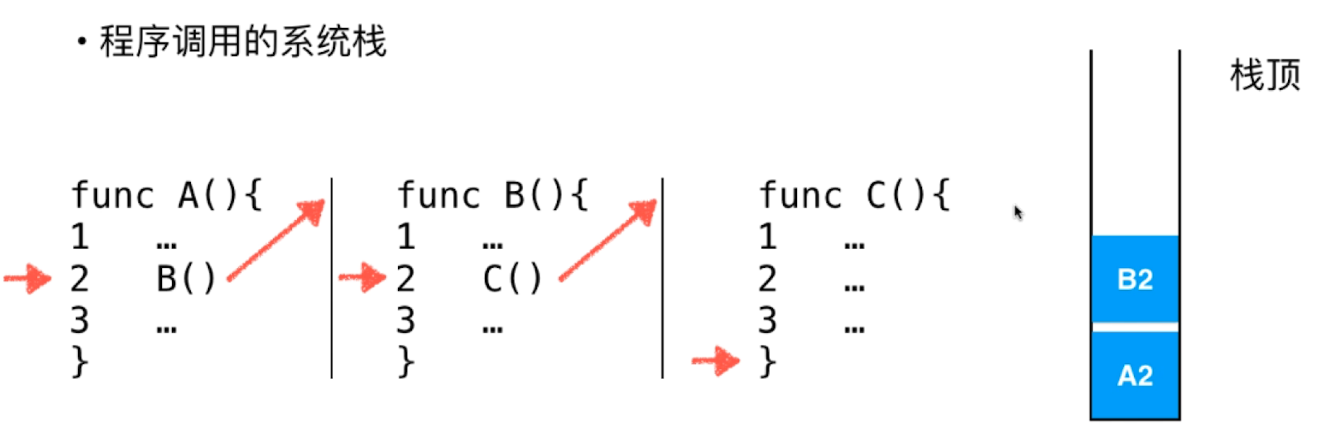 • 程序调用的系统栈
栈顶
func A(){
1 …
2 B()
3 …
}
func B(){
1 …
2 C()
3 …
}
func C(){
1 …
2 …
3 …
}
B2
A2